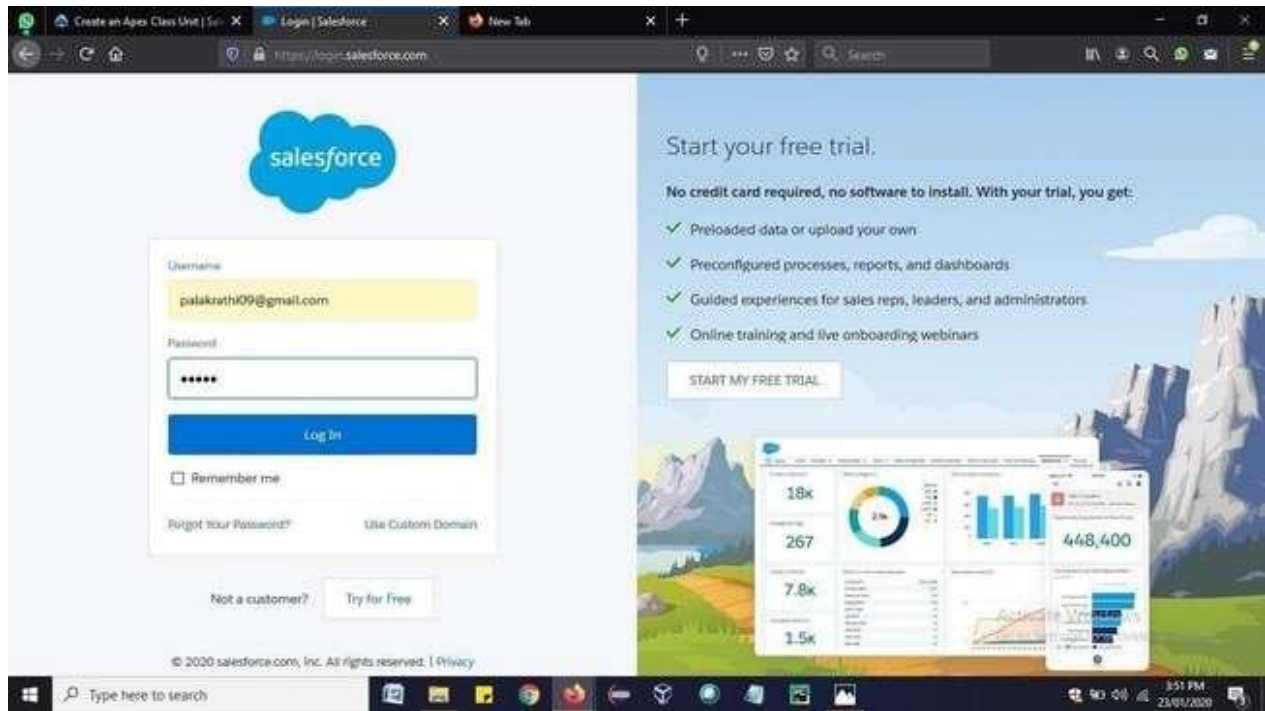 Create an Apex Class Unit | Sal
Login | Salesforce
New Tab
https://login.salesforce.com
Search
salesforce
Username
palakrathi09@gmail.com
Password
Log In
Remember me
Forgot Your Password?
Use Custom Domain
Not a customer?
Try for Free
© 2020 salesforce.com, inc. All rights reserved. | Privacy
Start your free trial.
No credit card required, no software to install. With your trial, you get:
Preloaded data or upload your own
Preconfigured processes, reports, and dashboards
Guided experiences for sales reps, leaders, and administrators
Online training and live onboarding webinars
START MY FREE TRIAL
18K
2.1k
267
448,400
7.8K
1.5K
Activate Windows
Type here to search
3:51 PM
23/01/2020